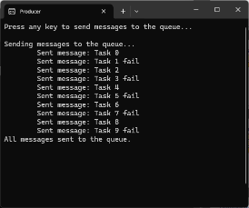 Producer
Press any key to send messages to the queue...
Sending messages to the queue...
Sent message: Task 0
Sent message: Task 1 fail
Sent message: Task 2
Sent message: Task 3 fail
Sent message: Task 4
Sent message: Task 5 fail
Sent message: Task 6
Sent message: Task 7 fail
Sent message: Task 8
Sent message: Task 9 fail
All messages sent to the queue.